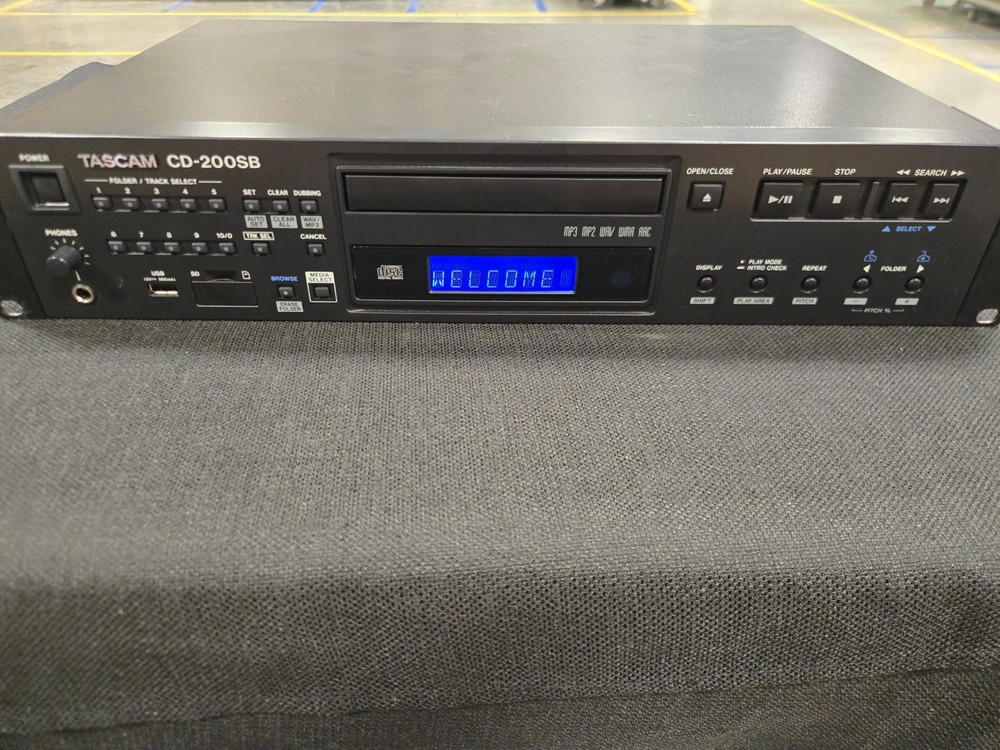 POWER
TASCAM CD-200SB
FOLDER / TRACK SELECT
1 2 3 4 5
SET CLEAR DUBBING
AUTO SET
CLEAR ALL
WAV/ MP3
6 7 8 9 10/0
TRK SEL
CANCEL
PHONES
USB
SD
BROWSE
ERASE FOLDER
MEDIA SELECT
MP3 MP2 WAV WMA AAC
disc
WELCOME
OPEN/CLOSE
PLAY/PAUSE STOP SEARCH
SELECT
DISPLAY
PLAY MODE
INTRO CHECK
REPEAT
FOLDER
SHIFT
PLAY AREA
PITCH
− +
PITCH %